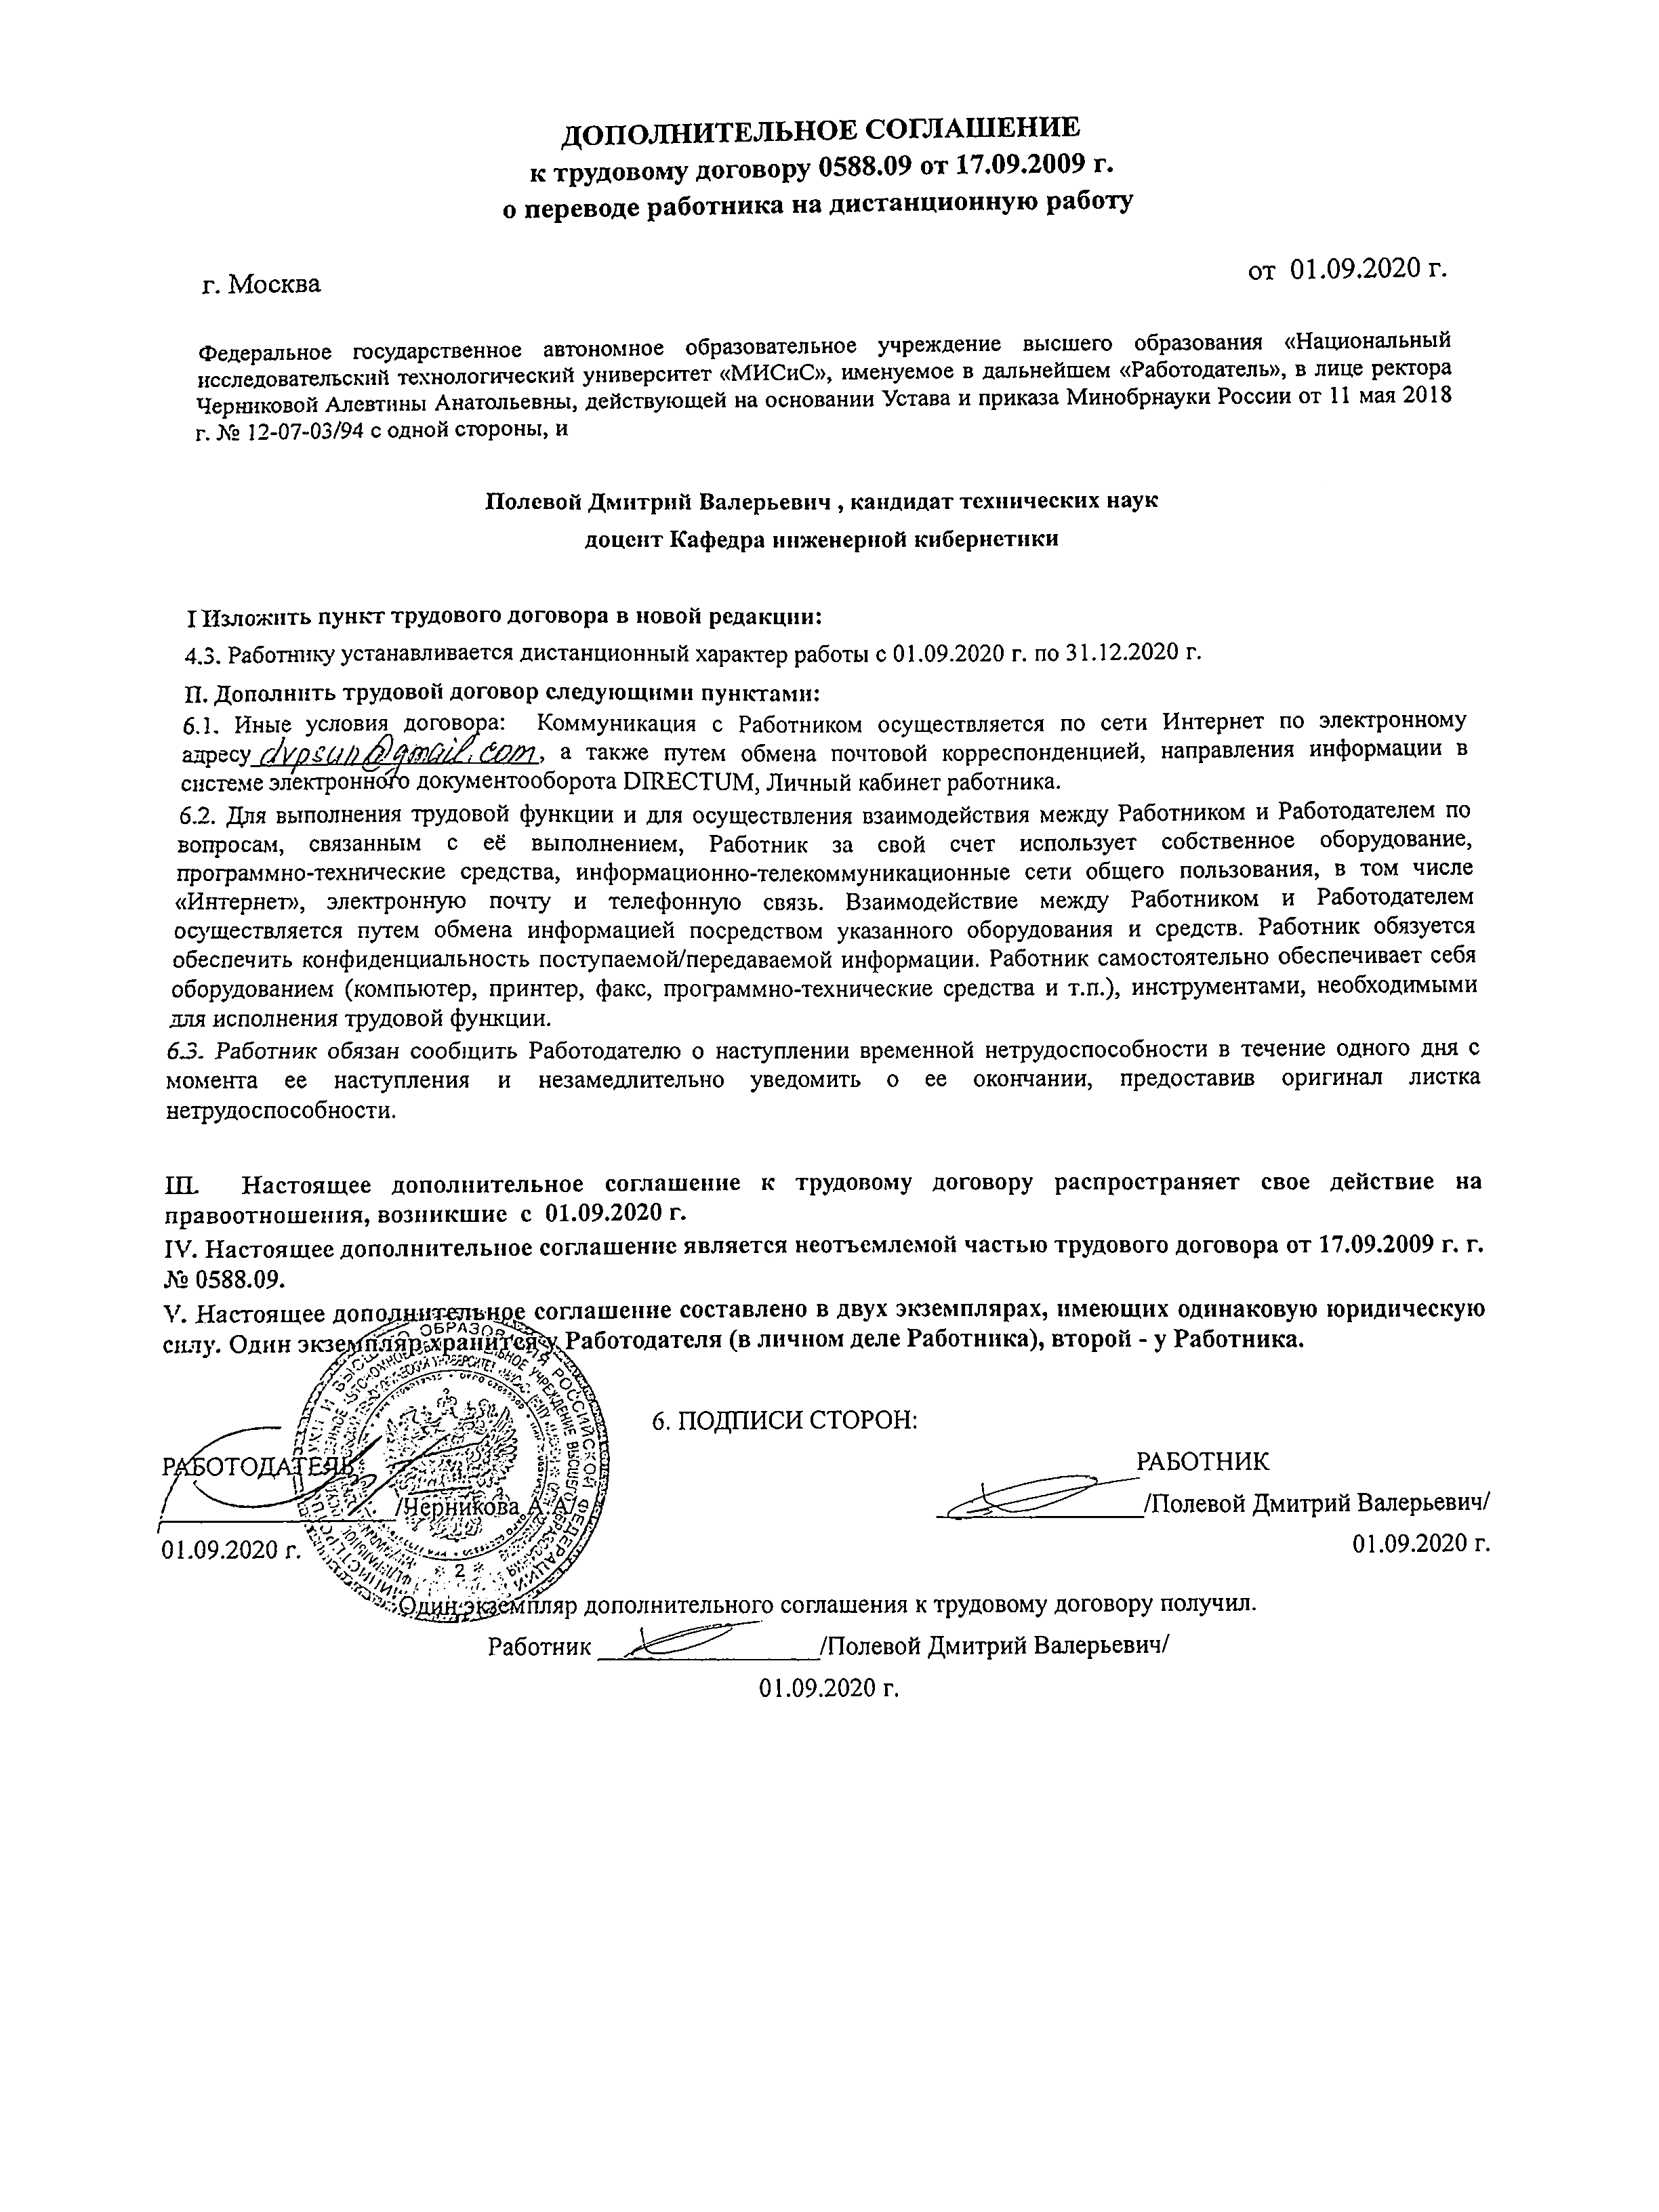 ДОПОЛНИТЕЛЬНОЕ СОГЛАШЕНИЕ
к трудовому договору 0588.09 от 17.09.2009 г.
о переводе работника на дистанционную работу
г. Москва
от 01.09.2020 г.
Федеральное государственное автономное образовательное учреждение высшего образования «Национальный
исследовательский технологический университет «МИСиС», именуемое в дальнейшем «Работодатель», в лице ректора
Черниковой Алевтины Анатольевны, действующей на основании Устава и приказа Минобрнауки России от 11 мая 2018
г. № 12-07-03/94 с одной стороны, и
Полевой Дмитрий Валерьевич , кандидат технических наук
доцент Кафедра инженерной кибернетики
I Изложить пункт трудового договора в новой редакции:
4.3. Работнику устанавливается дистанционный характер работы с 01.09.2020 г. по 31.12.2020 г.
II. Дополнить трудовой договор следующими пунктами:
6.1. Иные условия договора: Коммуникация с Работником осуществляется по сети Интернет по электронному
адресу dvpsun@gmail.com, а также путем обмена почтовой корреспонденцией, направления информации в
системе электронного документооборота DIRECTUM, Личный кабинет работника.
6.2. Для выполнения трудовой функции и для осуществления взаимодействия между Работником и Работодателем по
вопросам, связанным с её выполнением, Работник за свой счет использует собственное оборудование,
программно-технические средства, информационно-телекоммуникационные сети общего пользования, в том числе
«Интернет», электронную почту и телефонную связь. Взаимодействие между Работником и Работодателем
осуществляется путем обмена информацией посредством указанного оборудования и средств. Работник обязуется
обеспечить конфиденциальность поступаемой/передаваемой информации. Работник самостоятельно обеспечивает себя
оборудованием (компьютер, принтер, факс, программно-технические средства и т.п.), инструментами, необходимыми
для исполнения трудовой функции.
6.3. Работник обязан сообщить Работодателю о наступлении временной нетрудоспособности в течение одного дня с
момента ее наступления и незамедлительно уведомить о ее окончании, предоставив оригинал листка
нетрудоспособности.
III. Настоящее дополнительное соглашение к трудовому договору распространяет свое действие на
правоотношения, возникшие с 01.09.2020 г.
IV. Настоящее дополнительное соглашение является неотъемлемой частью трудового договора от 17.09.2009 г. г.
№ 0588.09.
V. Настоящее дополнительное соглашение составлено в двух экземплярах, имеющих одинаковую юридическую
силу. Один экземпляр хранится у Работодателя (в личном деле Работника), второй - у Работника.
6. ПОДПИСИ СТОРОН:
РАБОТОДАТЕЛЬ
РАБОТНИК
/Черникова А.А./
/Полевой Дмитрий Валерьевич/
01.09.2020 г.
01.09.2020 г.
Один экземпляр дополнительного соглашения к трудовому договору получил.
Работник /Полевой Дмитрий Валерьевич/
01.09.2020 г.